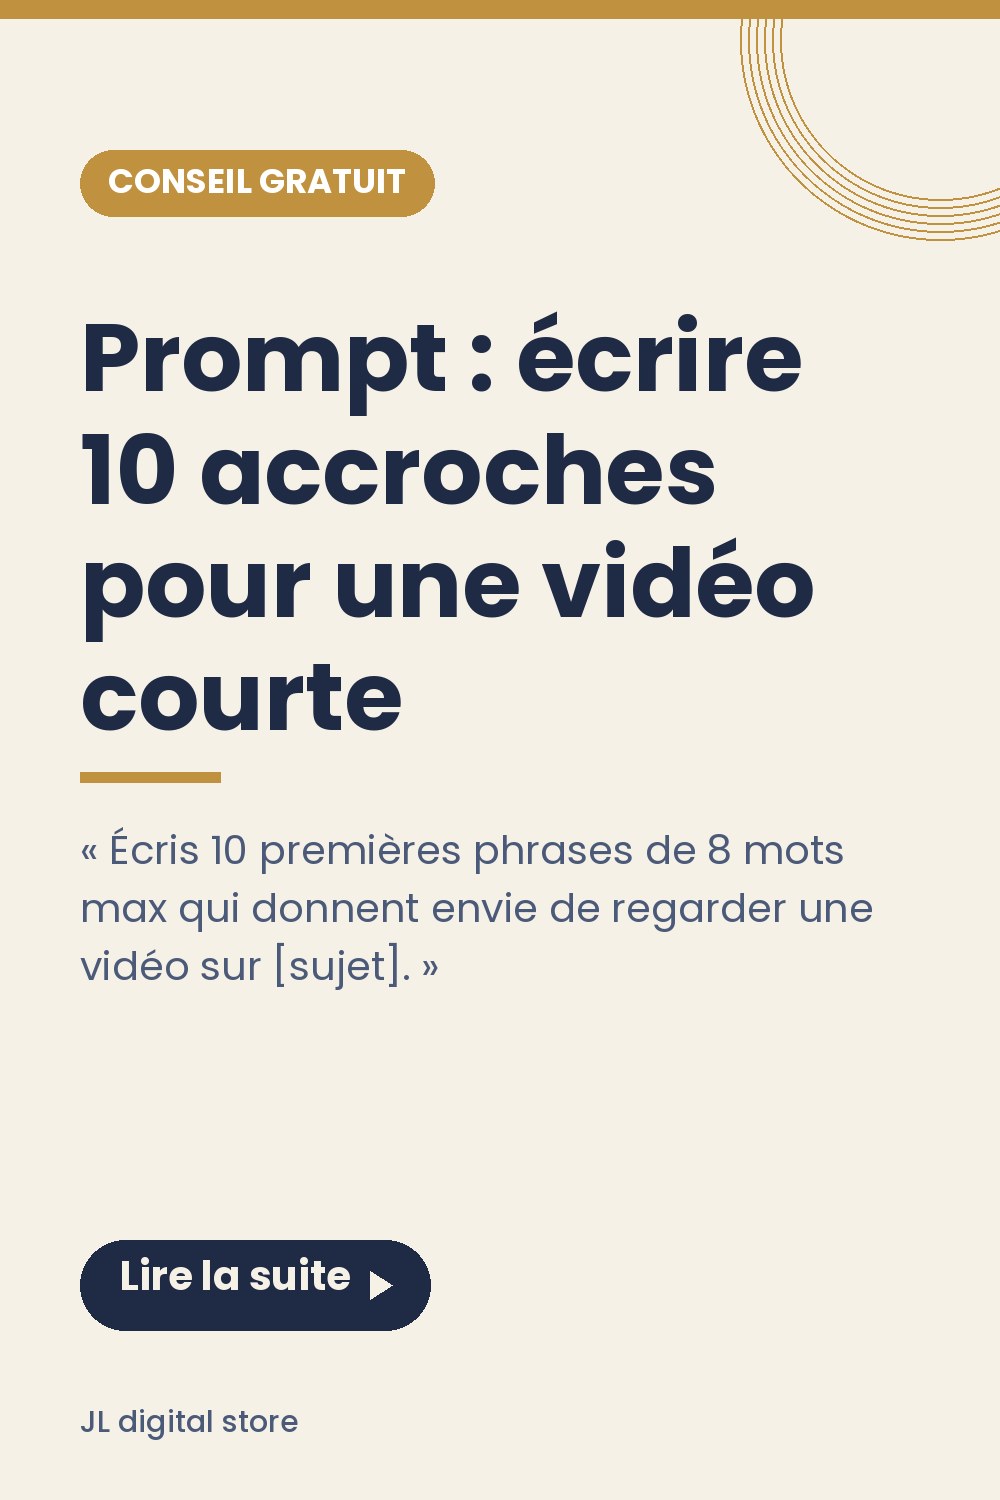 CONSEIL GRATUIT
Prompt : écrire
10 accroches
pour une vidéo
courte
« Écris 10 premières phrases de 8 mots
max qui donnent envie de regarder une
vidéo sur [sujet]. »
Lire la suite
JL digital store